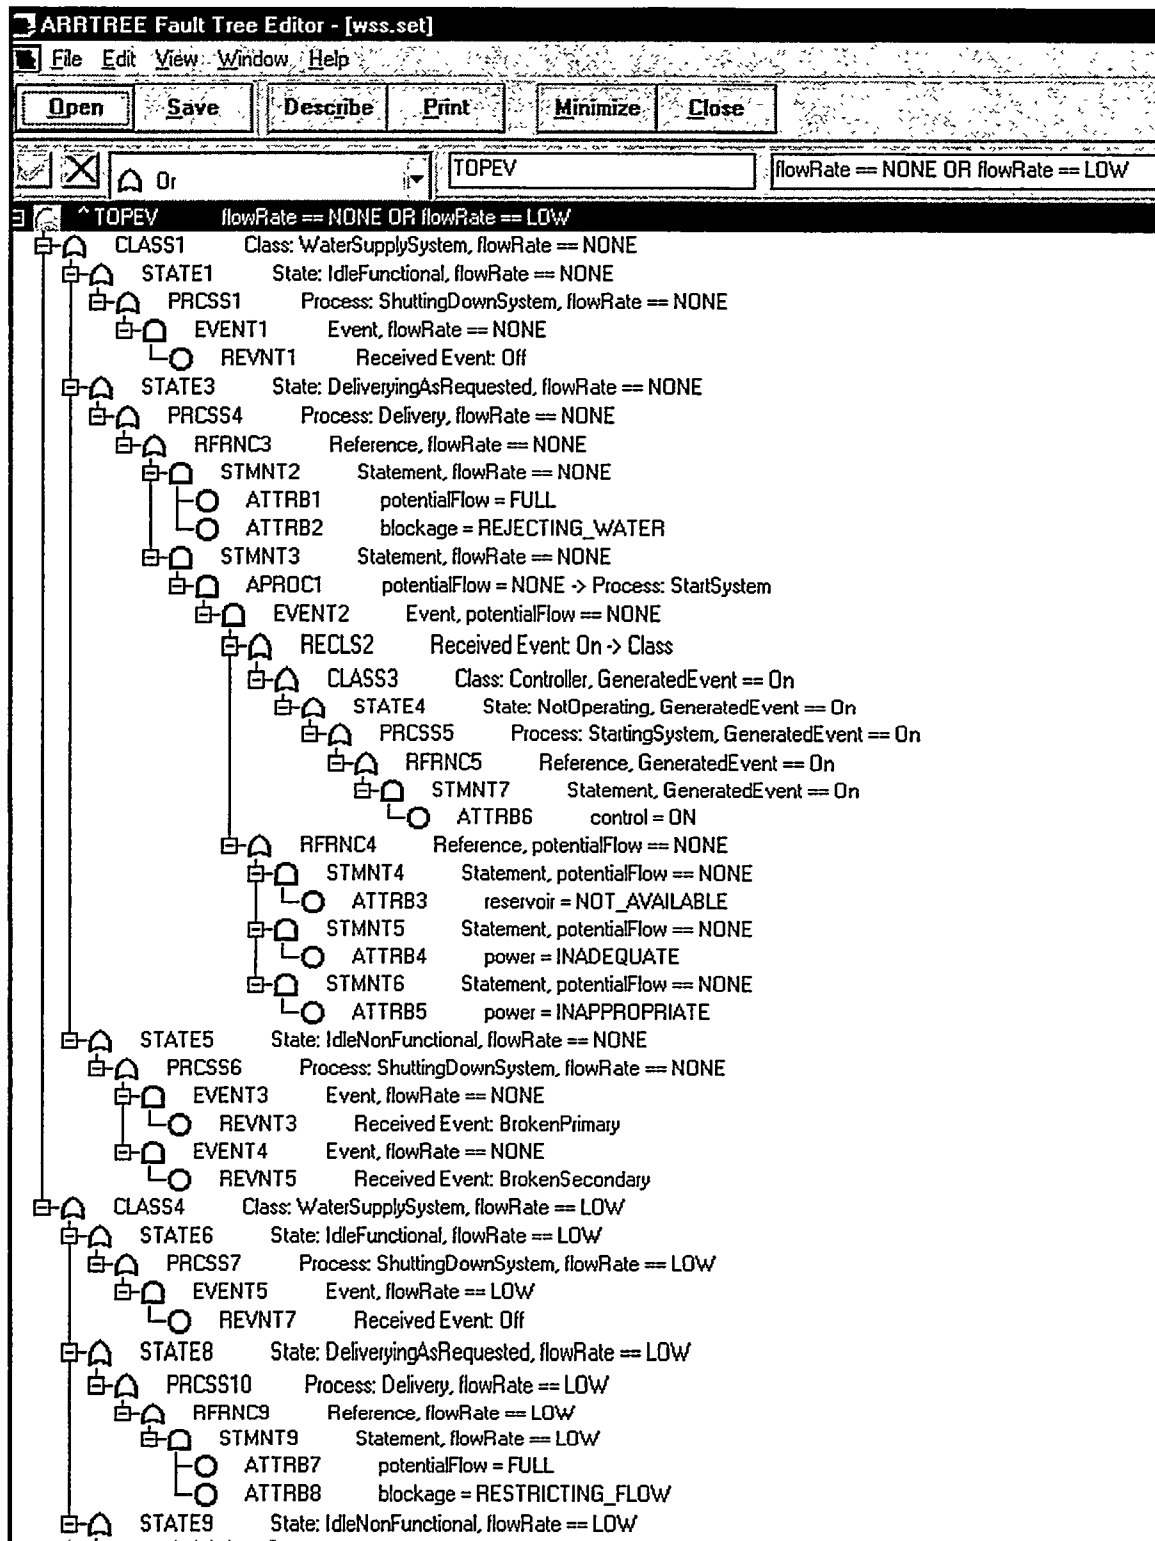 ARRTREE Fault Tree Editor - [wss.set]
File Edit View Window Help
Open Save Describe Print Minimize Close
Or TOPEV flowRate == NONE OR flowRate == LOW
^ TOPEV flowRate == NONE OR flowRate == LOW
CLASS1 Class: WaterSupplySystem, flowRate == NONE
STATE1 State: IdleFunctional, flowRate == NONE
PRCSS1 Process: ShuttingDownSystem, flowRate == NONE
EVENT1 Event, flowRate == NONE
REVNT1 Received Event: Off
STATE3 State: DeliveryingAsRequested, flowRate == NONE
PRCSS4 Process: Delivery, flowRate == NONE
RFRNC3 Reference, flowRate == NONE
STMNT2 Statement, flowRate == NONE
ATTRB1 potentialFlow = FULL
ATTRB2 blockage = REJECTING_WATER
STMNT3 Statement, flowRate == NONE
APROC1 potentialFlow = NONE -> Process: StartSystem
EVENT2 Event, potentialFlow == NONE
RECLS2 Received Event: On -> Class
CLASS3 Class: Controller, GeneratedEvent == On
STATE4 State: NotOperating, GeneratedEvent == On
PRCSS5 Process: StartingSystem, GeneratedEvent == On
RFRNC5 Reference, GeneratedEvent == On
STMNT7 Statement, GeneratedEvent == On
ATTRB6 control = ON
RFRNC4 Reference, potentialFlow == NONE
STMNT4 Statement, potentialFlow == NONE
ATTRB3 reservoir = NOT_AVAILABLE
STMNT5 Statement, potentialFlow == NONE
ATTRB4 power = INADEQUATE
STMNT6 Statement, potentialFlow == NONE
ATTRB5 power = INAPPROPRIATE
STATE5 State: IdleNonFunctional, flowRate == NONE
PRCSS6 Process: ShuttingDownSystem, flowRate == NONE
EVENT3 Event, flowRate == NONE
REVNT3 Received Event: BrokenPrimary
EVENT4 Event, flowRate == NONE
REVNT5 Received Event: BrokenSecondary
CLASS4 Class: WaterSupplySystem, flowRate == LOW
STATE6 State: IdleFunctional, flowRate == LOW
PRCSS7 Process: ShuttingDownSystem, flowRate == LOW
EVENT5 Event, flowRate == LOW
REVNT7 Received Event: Off
STATE8 State: DeliveryingAsRequested, flowRate == LOW
PRCSS10 Process: Delivery, flowRate == LOW
RFRNC9 Reference, flowRate == LOW
STMNT9 Statement, flowRate == LOW
ATTRB7 potentialFlow = FULL
ATTRB8 blockage = RESTRICTING_FLOW
STATE9 State: IdleNonFunctional, flowRate == LOW